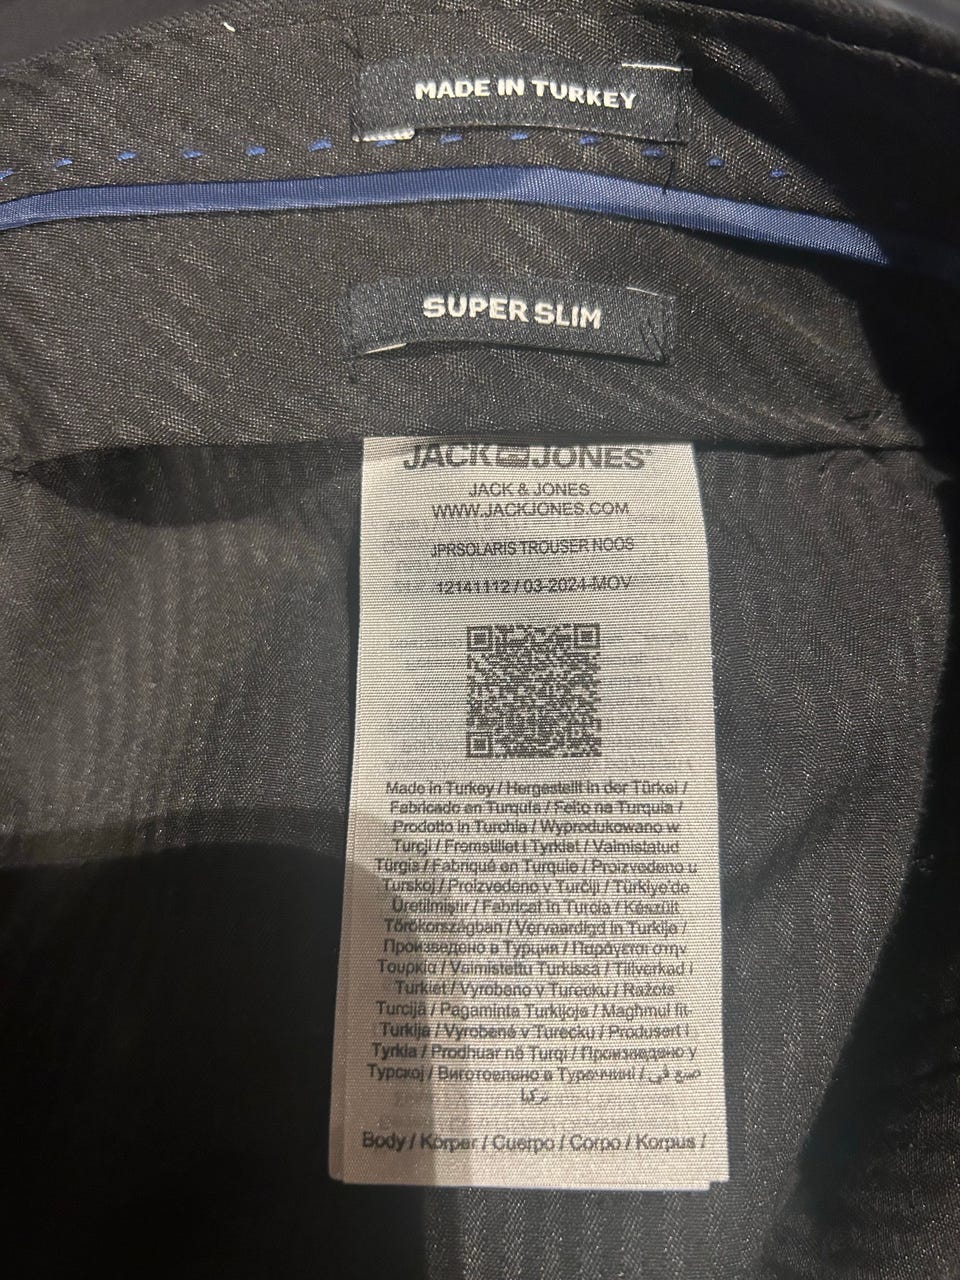 MADE IN TURKEY
SUPER SLIM
JACK JONES
JACK & JONES
WWW.JACKJONES.COM
JPRSOLARIS TROUSER NOOS
12141112 / 03-2024-MOV
Made in Turkey / Hergestellt in der Türkei /
Fabricado en Turquía / Feito na Turquia /
Prodotto in Turchia / Wyprodukowano w
Turcji / Fremstillet i Tyrkiet / Valmistatud
Türgis / Fabriqué en Turquie / Proizvedeno u
Turskoj / Proizvedeno v Turčiji / Türkiye'de
Üretilmiştir / Fabricat în Turcia / Készült
Törökországban / Vervaardigd in Turkije /
Произведено в Турция / Παράγεται στην
Τουρκία / Valmistettu Turkissa / Tillverkad i
Turkiet / Vyrobeno v Turecku / Ražots
Turcijā / Pagaminta Turkijoje / Magħmul fit-
Turkija / Vyrobené v Turecku / Produsert i
Tyrkia / Prodhuar në Turqi / Произведено у
Турској / Виготовлено в Туреччині / صنع في
تركيا
Body / Körper / Cuerpo / Corpo / Korpus /